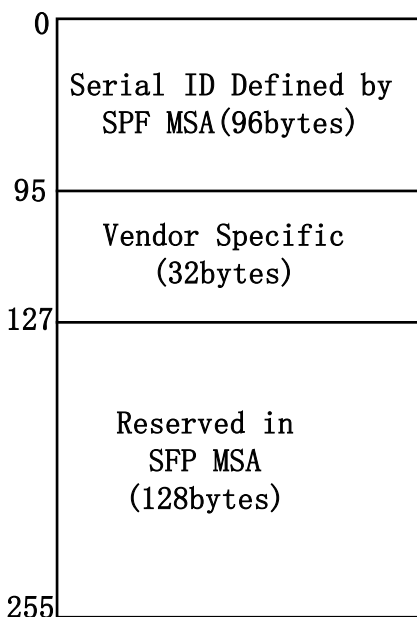 0
Serial ID Defined by
SPF MSA(96bytes)
95
Vendor Specific
(32bytes)
127
Reserved in
SFP MSA
(128bytes)
255